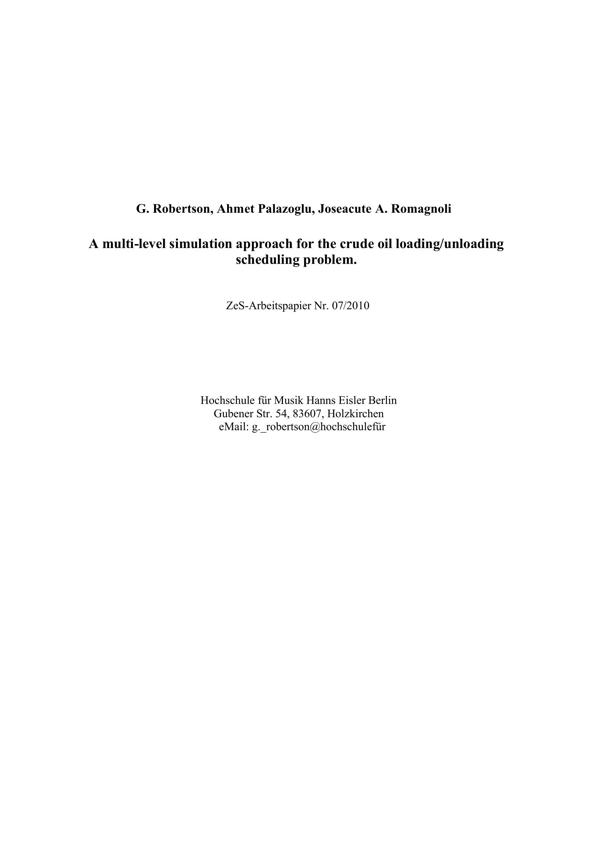 G. Robertson, Ahmet Palazoglu, Joseacute A. Romagnoli
A multi-level simulation approach for the crude oil loading/unloading
scheduling problem.
ZeS-Arbeitspapier Nr. 07/2010
Hochschule für Musik Hanns Eisler Berlin
Gubener Str. 54, 83607, Holzkirchen
eMail: g._robertson@hochschulefür